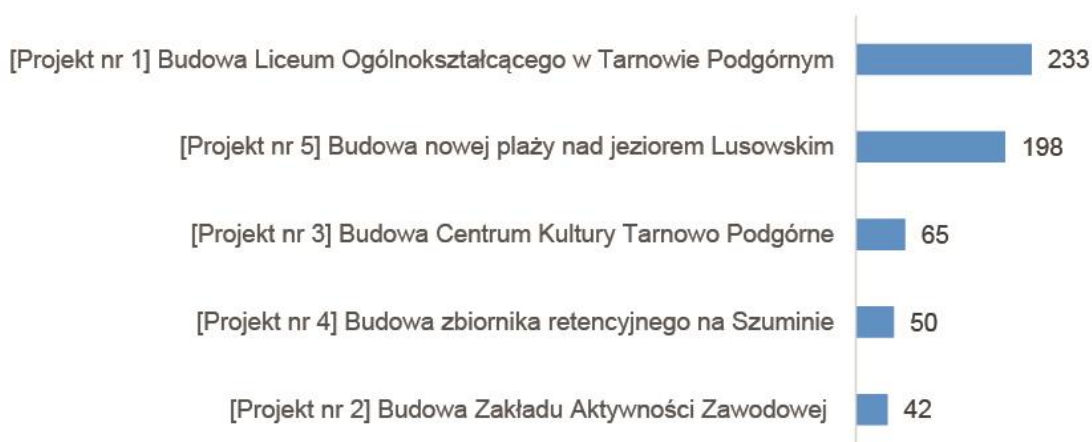 [Projekt nr 1] Budowa Liceum Ogólnokształcącego w Tarnowie Podgórnym 233
[Projekt nr 5] Budowa nowej plaży nad jeziorem Lusowskim 198
[Projekt nr 3] Budowa Centrum Kultury Tarnowo Podgórne 65
[Projekt nr 4] Budowa zbiornika retencyjnego na Szuminie 50
[Projekt nr 2] Budowa Zakładu Aktywności Zawodowej 42